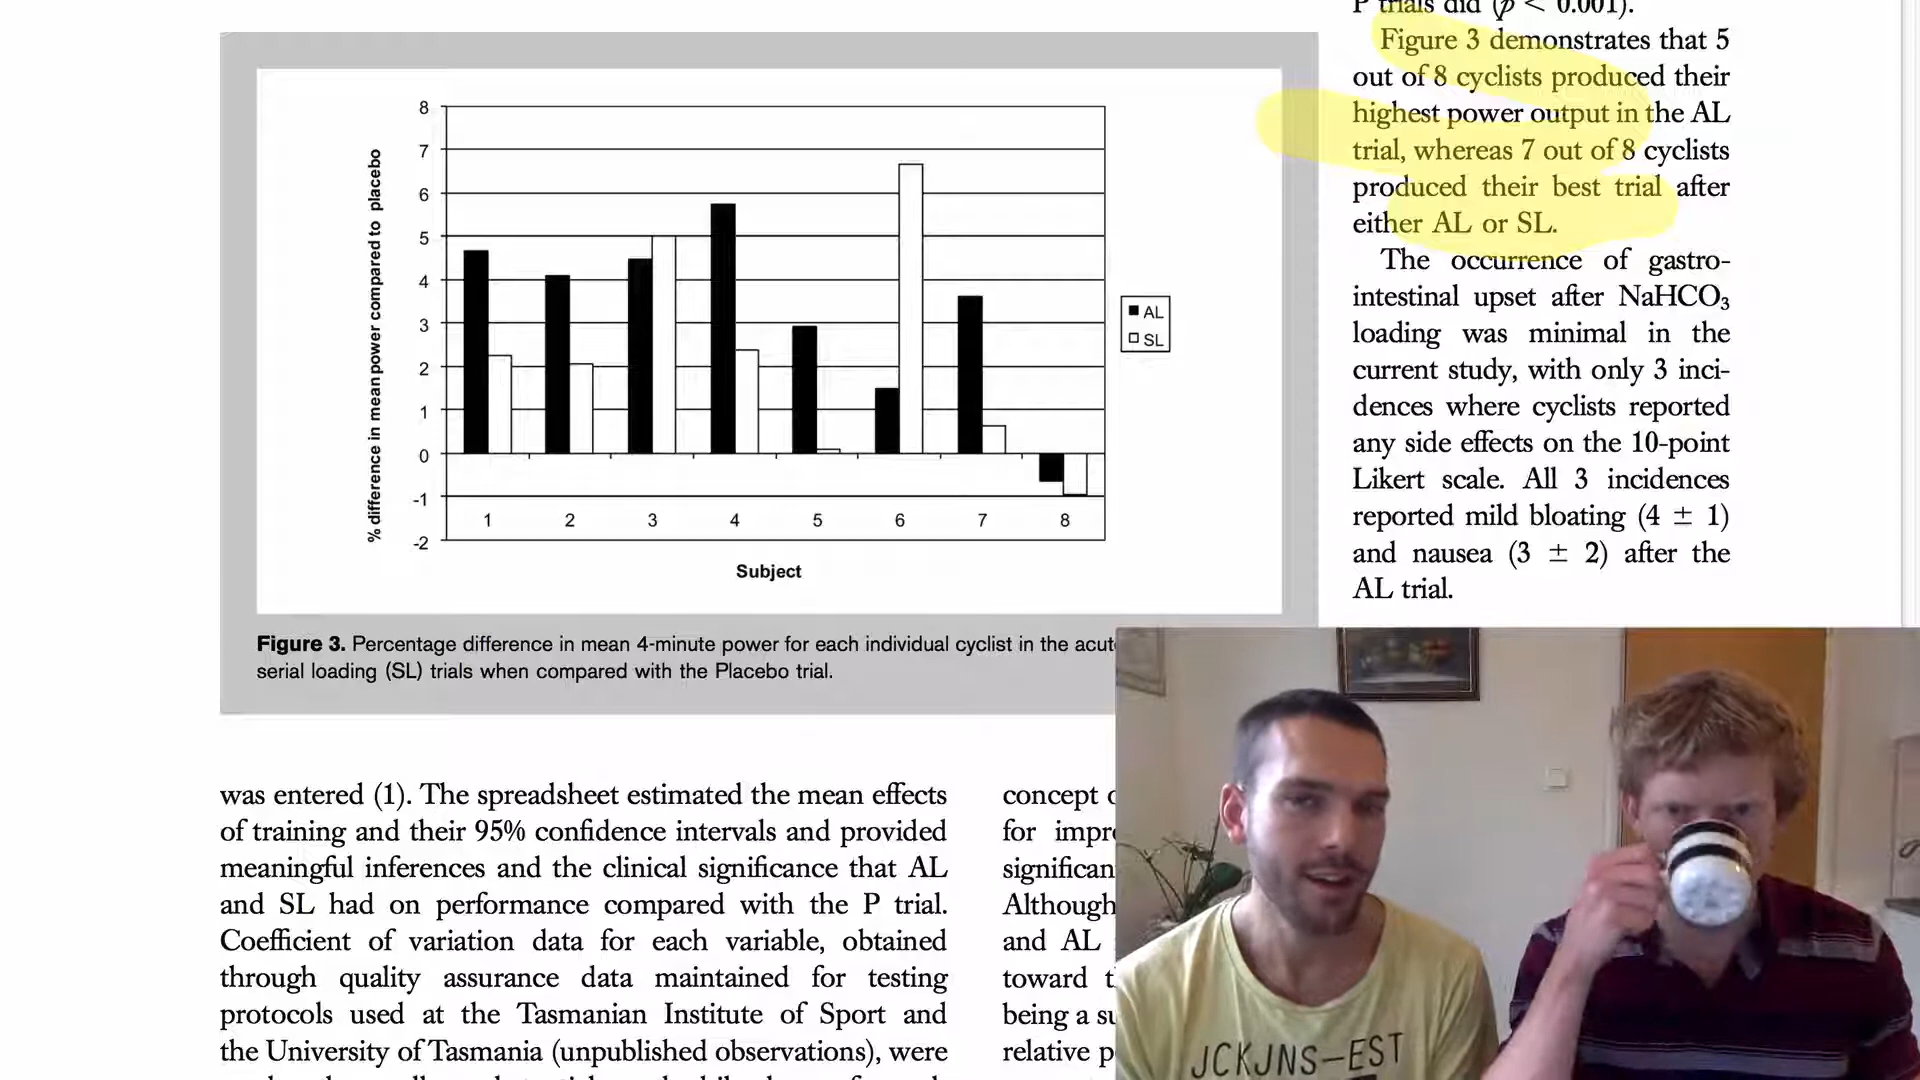 P trials did (p < 0.001).
Figure 3 demonstrates that 5
out of 8 cyclists produced their
highest power output in the AL
trial, whereas 7 out of 8 cyclists
produced their best trial after
either AL or SL.
The occurrence of gastro-
intestinal upset after NaHCO₃
loading was minimal in the
current study, with only 3 inci-
dences where cyclists reported
any side effects on the 10-point
Likert scale. All 3 incidences
reported mild bloating (4 ± 1)
and nausea (3 ± 2) after the
AL trial.
% difference in mean power compared to placebo
8
7
6
5
4
3
2
1
0
-1
-2
1 2 3 4 5 6 7 8
Subject
AL
SL
Figure 3. Percentage difference in mean 4-minute power for each individual cyclist in the
serial loading (SL) trials when compared with the Placebo trial.
was entered (1). The spreadsheet estimated the mean effects
of training and their 95% confidence intervals and provided
meaningful inferences and the clinical significance that AL
and SL had on performance compared with the P trial.
Coefficient of variation data for each variable, obtained
through quality assurance data maintained for testing
protocols used at the Tasmanian Institute of Sport and
the University of Tasmania (unpublished observations), were
concept
for
Although
and AL
toward
being a
relative
JCKJNS–EST